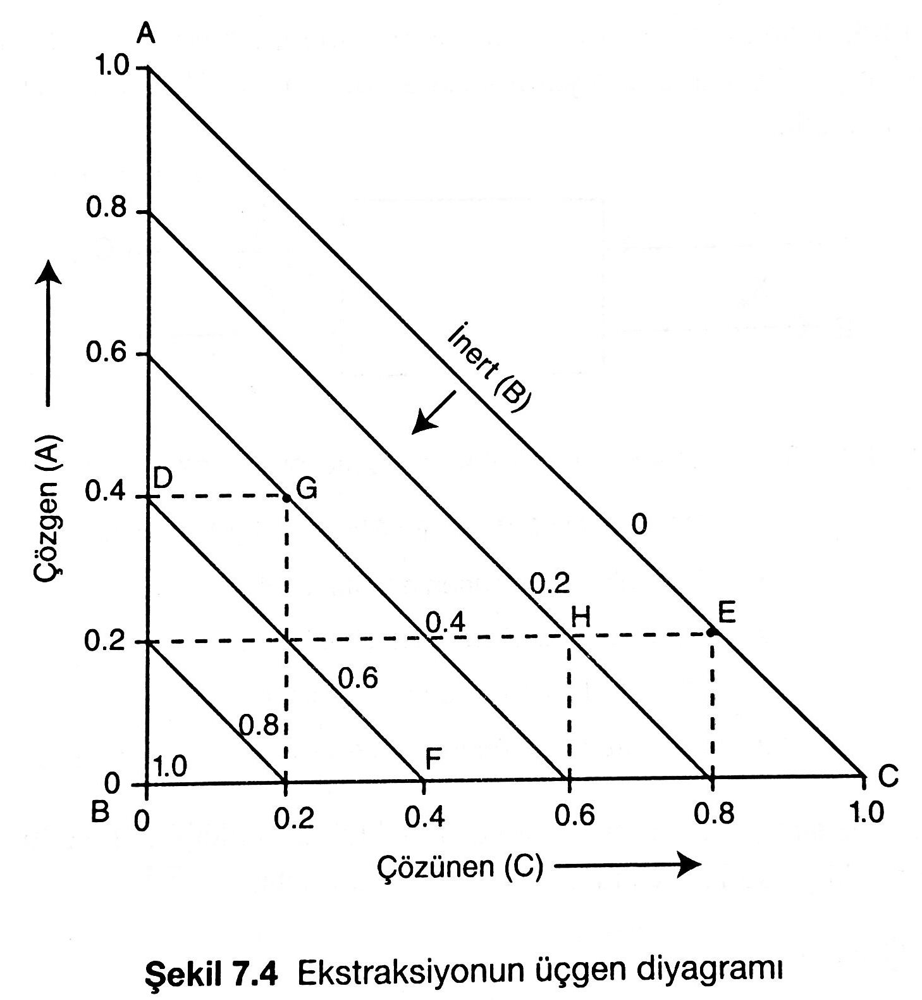 A
1.0
0.8
İnert (B)
0.6
Çözgen (A)
D
0.4
G
0
0.2
H
E
0.4
0.2
0.6
0.8
F
1.0
0
C
B
0
0.2
0.4
0.6
0.8
1.0
Çözünen (C)
Şekil 7.4 Ekstraksiyonun üçgen diyagramı